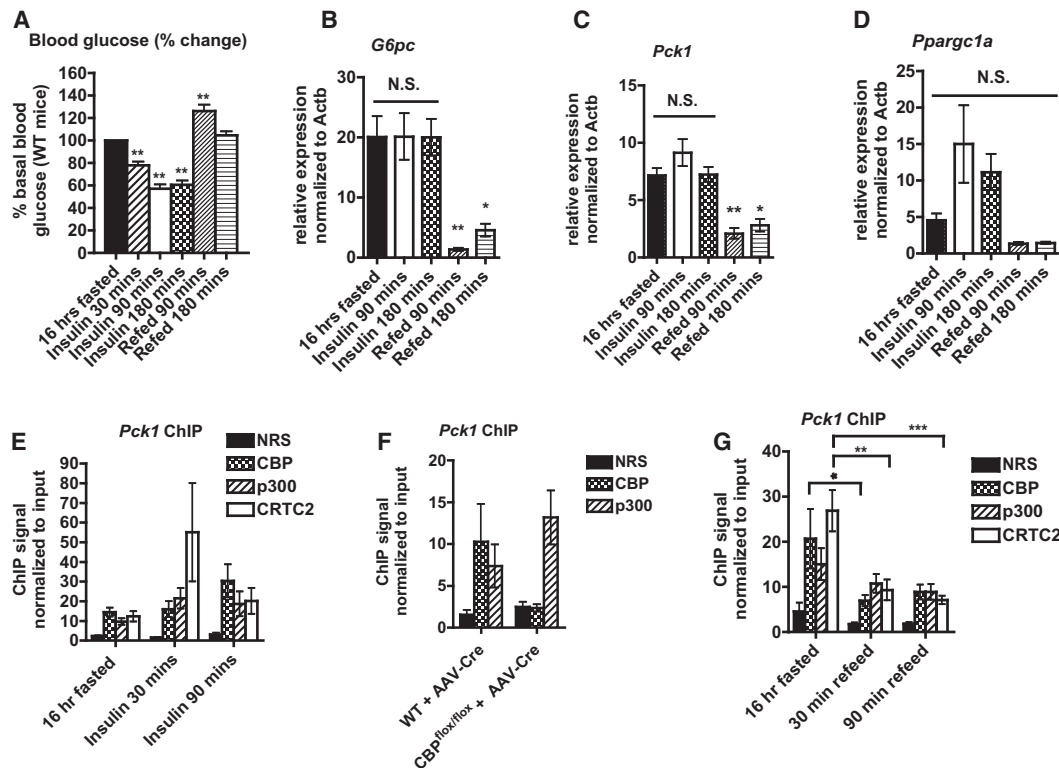 A
Blood glucose (% change)
% basal blood
glucose (WT mice)
160
140
120
100
80
60
40
20
0
**
**
**
**
16 hrs fasted
Insulin 30 mins
Insulin 90 mins
Insulin 180 mins
Refed 90 mins
Refed 180 mins
B
G6pc
relative expression
normalized to Actb
30
20
10
0
N.S.
**
*
16 hrs fasted
Insulin 90 mins
Insulin 180 mins
Refed 90 mins
Refed 180 mins
C
Pck1
relative expression
normalized to Actb
15
10
5
0
N.S.
**
*
16 hrs fasted
Insulin 90 mins
Insulin 180 mins
Refed 90 mins
Refed 180 mins
D
Ppargc1a
relative expression
normalized to Actb
25
20
15
10
5
0
N.S.
16 hrs fasted
Insulin 90 mins
Insulin 180 mins
Refed 90 mins
Refed 180 mins
E
Pck1 ChIP
ChIP signal
normalized to input
90
80
70
60
50
40
30
20
10
0
NRS
CBP
p300
CRTC2
16 hr fasted
Insulin 30 mins
Insulin 90 mins
F
Pck1 ChIP
ChIP signal
normalized to input
20
15
10
5
0
NRS
CBP
p300
WT + AAV-Cre
CBPflox/flox + AAV-Cre
G
Pck1 ChIP
ChIP signal
normalized to input
40
30
20
10
0
***
**
*
NRS
CBP
p300
CRTC2
16 hr fasted
30 min refeed
90 min refeed